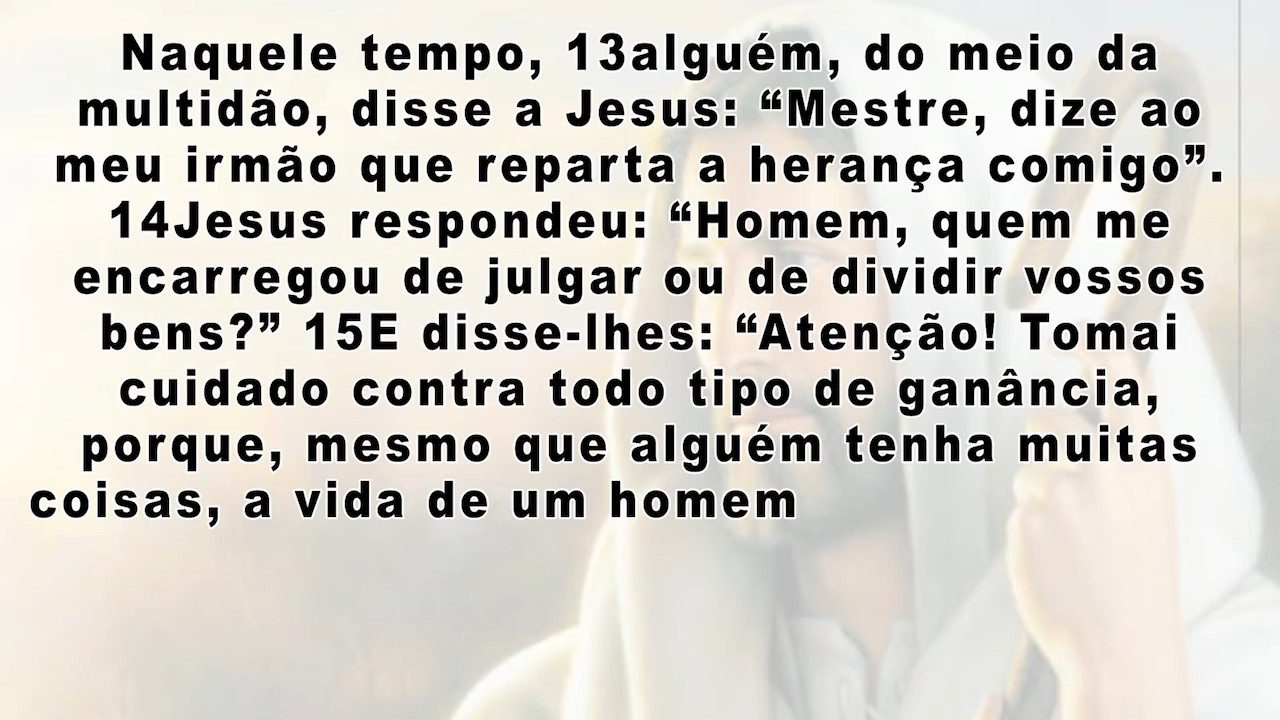 Naquele tempo, 13alguém, do meio da
multidão, disse a Jesus: “Mestre, dize ao
meu irmão que reparta a herança comigo”.
14Jesus respondeu: “Homem, quem me
encarregou de julgar ou de dividir vossos
bens?” 15E disse-lhes: “Atenção! Tomai
cuidado contra todo tipo de ganância,
porque, mesmo que alguém tenha muitas
coisas, a vida de um homem